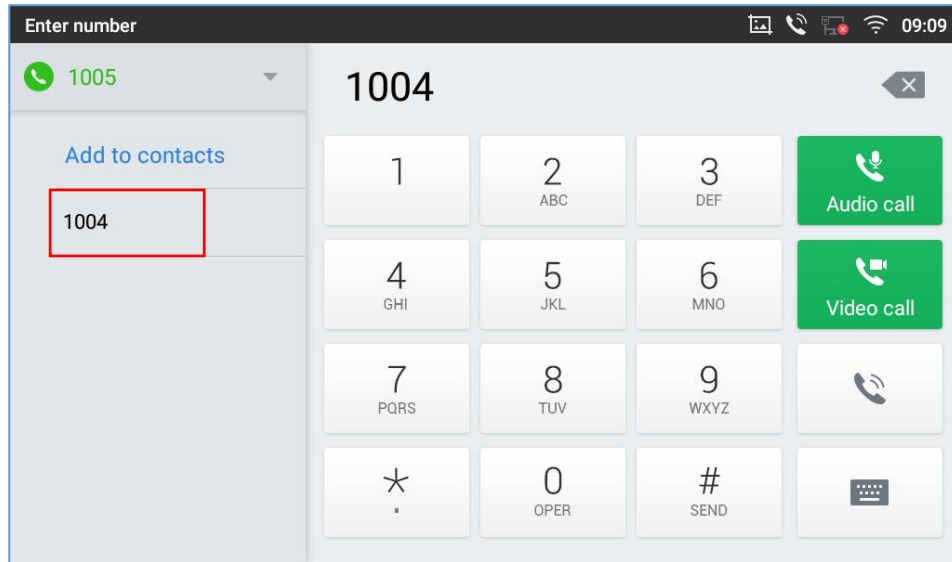 Enter number
09:09
1005
Add to contacts
1004
1004
1
2
ABC
3
DEF
Audio call
4
GHI
5
JKL
6
MNO
Video call
7
PQRS
8
TUV
9
WXYZ
*
.
0
OPER
#
SEND